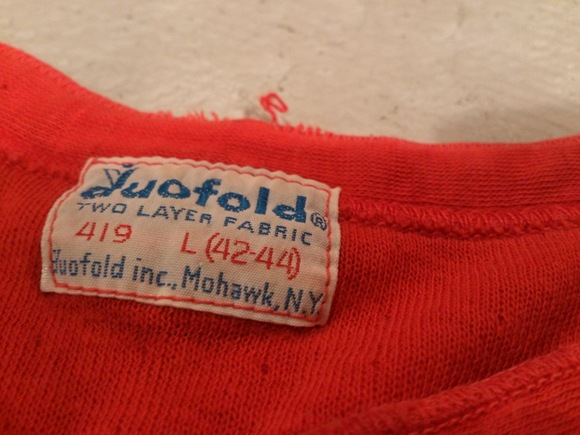 Duofold®
TWO LAYER FABRIC
419 L (42-44)
Duofold inc., Mohawk, N.Y.